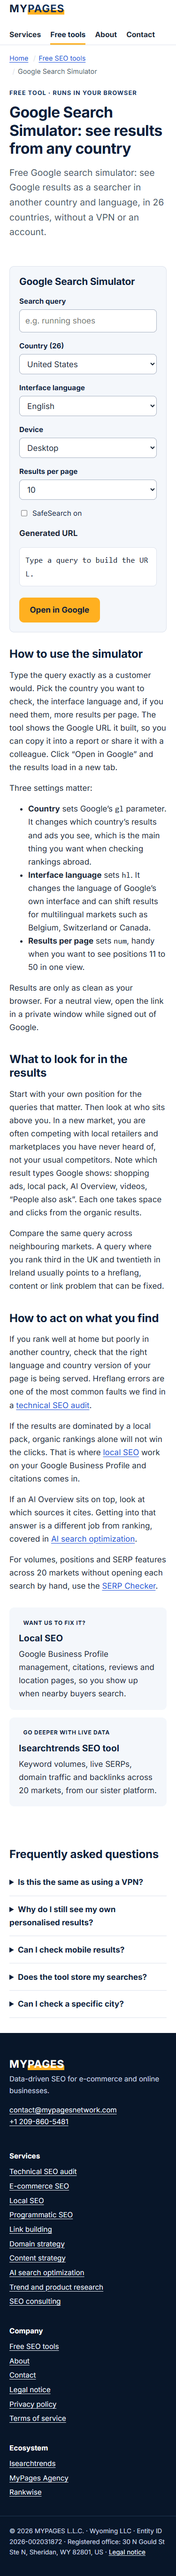 MYPAGES
Services Free tools About Contact
Home / Free SEO tools
/ Google Search Simulator
FREE TOOL · RUNS IN YOUR BROWSER
Google Search
Simulator: see results
from any country
Free Google search simulator: see
Google results as a searcher in
another country and language, in 26
countries, without a VPN or an
account.
Google Search Simulator
Search query
e.g. running shoes
Country (26)
United States
Interface language
English
Device
Desktop
Results per page
10
SafeSearch on
Generated URL
Type a query to build the UR
L.
Open in Google
How to use the simulator
Type the query exactly as a customer
would. Pick the country you want to
check, the interface language and, if you
need them, more results per page. The
tool shows the Google URL it built, so you
can copy it into a report or share it with a
colleague. Click “Open in Google” and
the results load in a new tab.
Three settings matter:
• Country sets Google’s gl parameter.
It changes which country’s results
and ads you see, which is the main
thing you want when checking
rankings abroad.
• Interface language sets hl. It
changes the language of Google’s
own interface and can shift results
for multilingual markets such as
Belgium, Switzerland or Canada.
• Results per page sets num, handy
when you want to see positions 11 to
50 in one view.
Results are only as clean as your
browser. For a neutral view, open the link
in a private window while signed out of
Google.
What to look for in the
results
Start with your own position for the
queries that matter. Then look at who sits
above you. In a new market, you are
often competing with local retailers and
marketplaces you have never heard of,
not your usual competitors. Note which
result types Google shows: shopping
ads, local pack, AI Overview, videos,
“People also ask”. Each one takes space
and clicks from the organic results.
Compare the same query across
neighbouring markets. A query where
you rank third in the UK and twentieth in
Ireland usually points to a hreflang,
content or link problem that can be fixed.
How to act on what you find
If you rank well at home but poorly in
another country, check that the right
language and country version of your
page is being served. Hreflang errors are
one of the most common faults we find in
a technical SEO audit.
If the results are dominated by a local
pack, organic rankings alone will not win
the clicks. That is where local SEO work
on your Google Business Profile and
citations comes in.
If an AI Overview sits on top, look at
which sources it cites. Getting into that
answer is a different job from ranking,
covered in AI search optimization.
For volumes, positions and SERP features
across 20 markets without opening each
search by hand, use the SERP Checker.
WANT US TO FIX IT?
Local SEO
Google Business Profile
management, citations, reviews and
location pages, so you show up
when nearby buyers search.
GO DEEPER WITH LIVE DATA
Isearchtrends SEO tool
Keyword volumes, live SERPs,
domain traffic and backlinks across
20 markets, from our sister platform.
Frequently asked questions
▶ Is this the same as using a VPN?
▶ Why do I still see my own
personalised results?
▶ Can I check mobile results?
▶ Does the tool store my searches?
▶ Can I check a specific city?
MYPAGES
Data-driven SEO for e-commerce and online
businesses.
contact@mypagesnetwork.com
+1 209-860-5481
Services
Technical SEO audit
E-commerce SEO
Local SEO
Programmatic SEO
Link building
Domain strategy
Content strategy
AI search optimization
Trend and product research
SEO consulting
Company
Free SEO tools
About
Contact
Legal notice
Privacy policy
Terms of service
Ecosystem
Isearchtrends
MyPages Agency
Rankwise
© 2026 MYPAGES L.L.C. · Wyoming LLC · Entity ID
2026-002031872 · Registered office: 30 N Gould St
Ste N, Sheridan, WY 82801, US · Legal notice